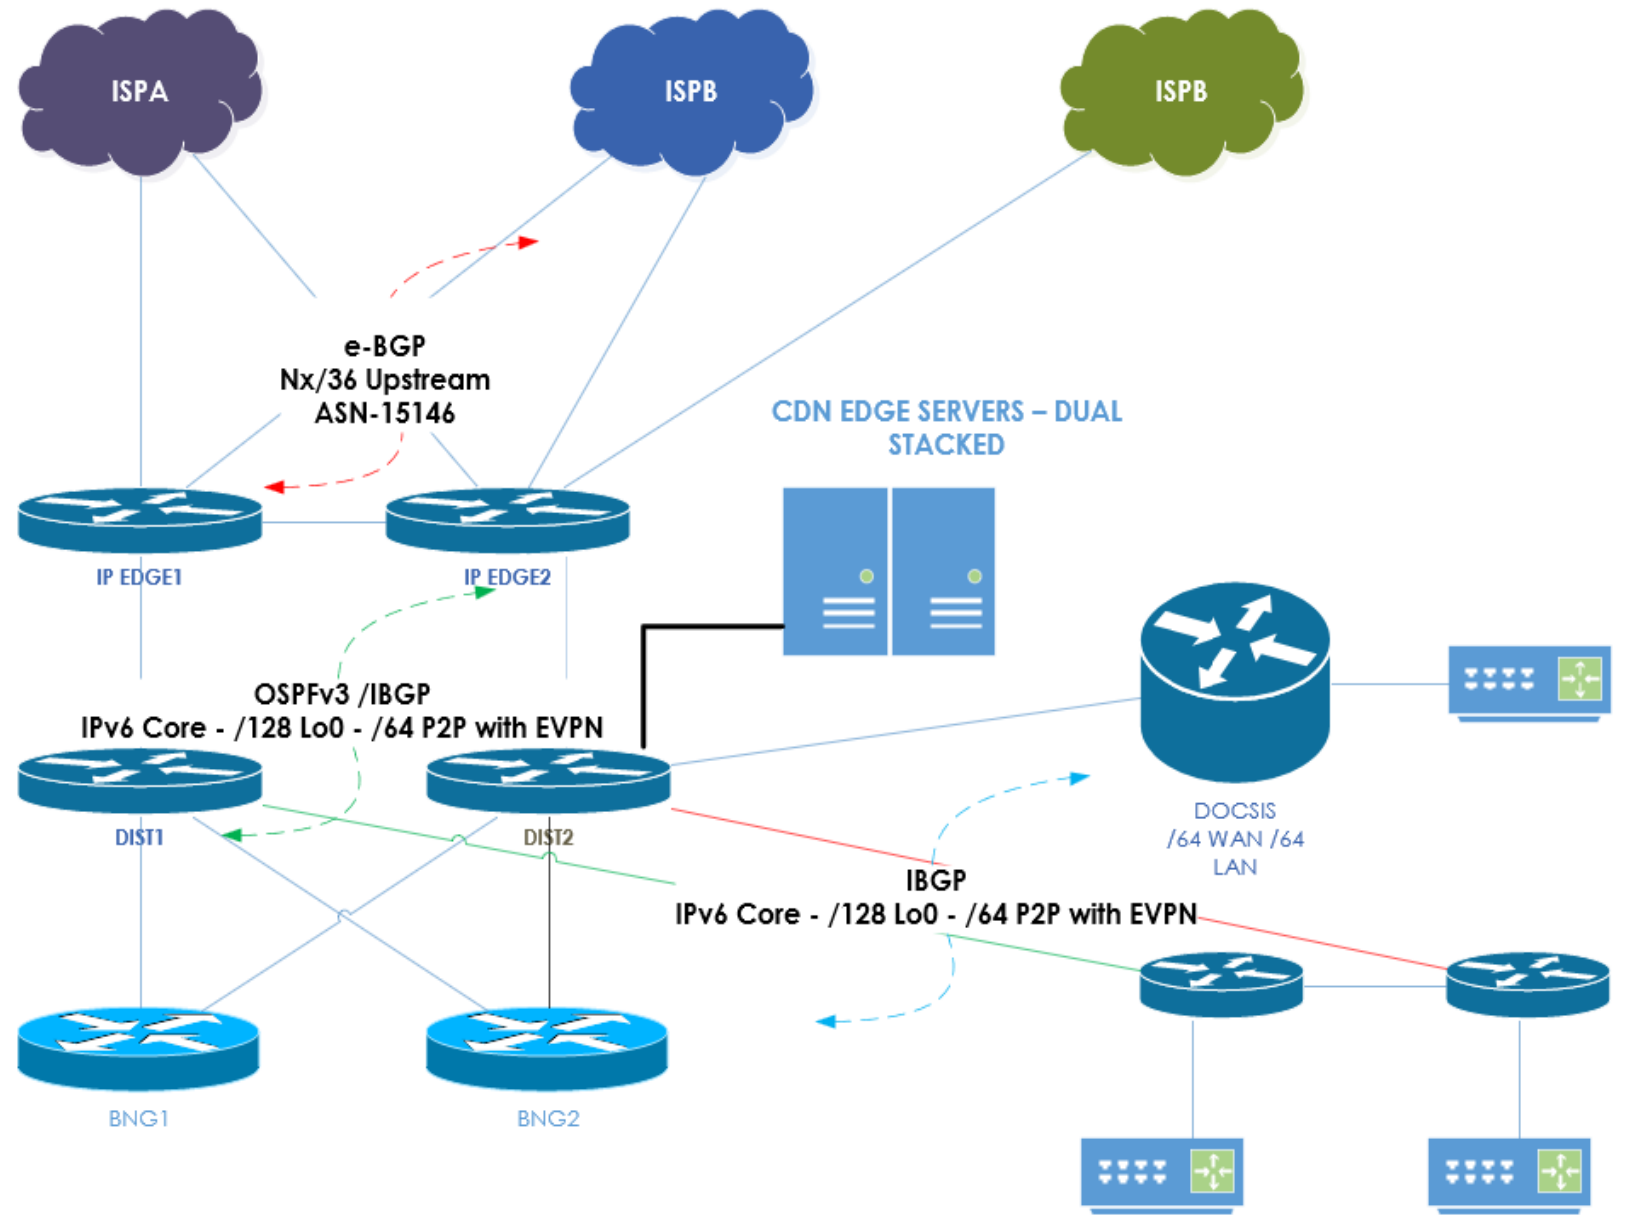 ISPA
ISPB
ISPB
e-BGP
Nx/36 Upstream
ASN-15146
CDN EDGE SERVERS – DUAL
STACKED
IP EDGE1
IP EDGE2
OSPFv3 /IBGP
IPv6 Core - /128 Lo0 - /64 P2P with EVPN
DIST1
DIST2
DOCSIS
/64 WAN /64
LAN
IBGP
IPv6 Core - /128 Lo0 - /64 P2P with EVPN
BNG1
BNG2